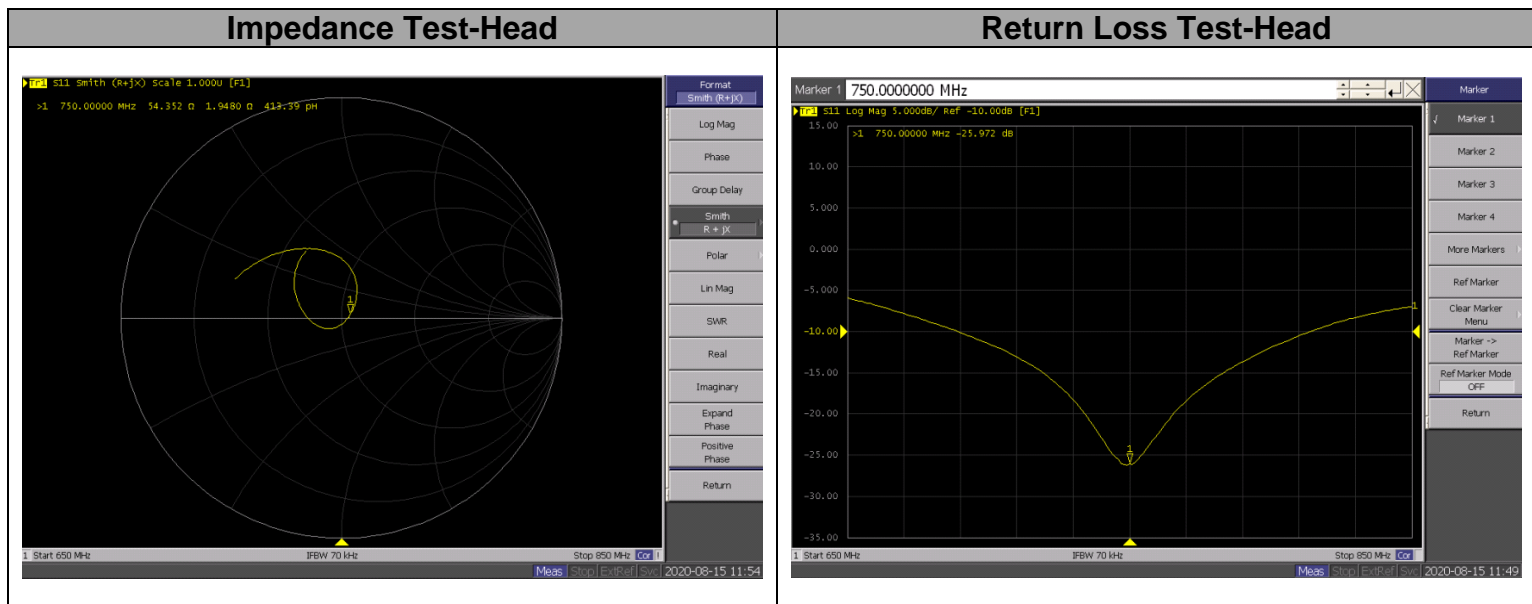 Impedance Test-Head
Return Loss Test-Head
Tr1 S11 Smith (R+jX) Scale 1.000U [F1]
>1 750.00000 MHz 54.352 Ω 1.9480 Ω 413.39 pH
1
1 Start 650 MHz
IFBW 70 kHz
Stop 850 MHz Cor !
Meas Stop ExtRef Svc 2020-08-15 11:54
Format
Smith (R+jX)
Log Mag
Phase
Group Delay
Smith
R + jX
Polar
Lin Mag
SWR
Real
Imaginary
Expand
Phase
Positive
Phase
Return
Marker 1 750.0000000 MHz
Tr1 S11 Log Mag 5.000dB/ Ref -10.00dB [F1]
>1 750.00000 MHz -25.972 dB
15.00
10.00
5.000
0.000
-5.000
-10.00
-15.00
-20.00
-25.00
-30.00
-35.00
1
1
1 Start 650 MHz
IFBW 70 kHz
Stop 850 MHz Cor
Meas Stop ExtRef Svc 2020-08-15 11:49
Marker
√ Marker 1
Marker 2
Marker 3
Marker 4
More Markers
Ref Marker
Clear Marker
Menu
Marker ->
Ref Marker
Ref Marker Mode
OFF
Return